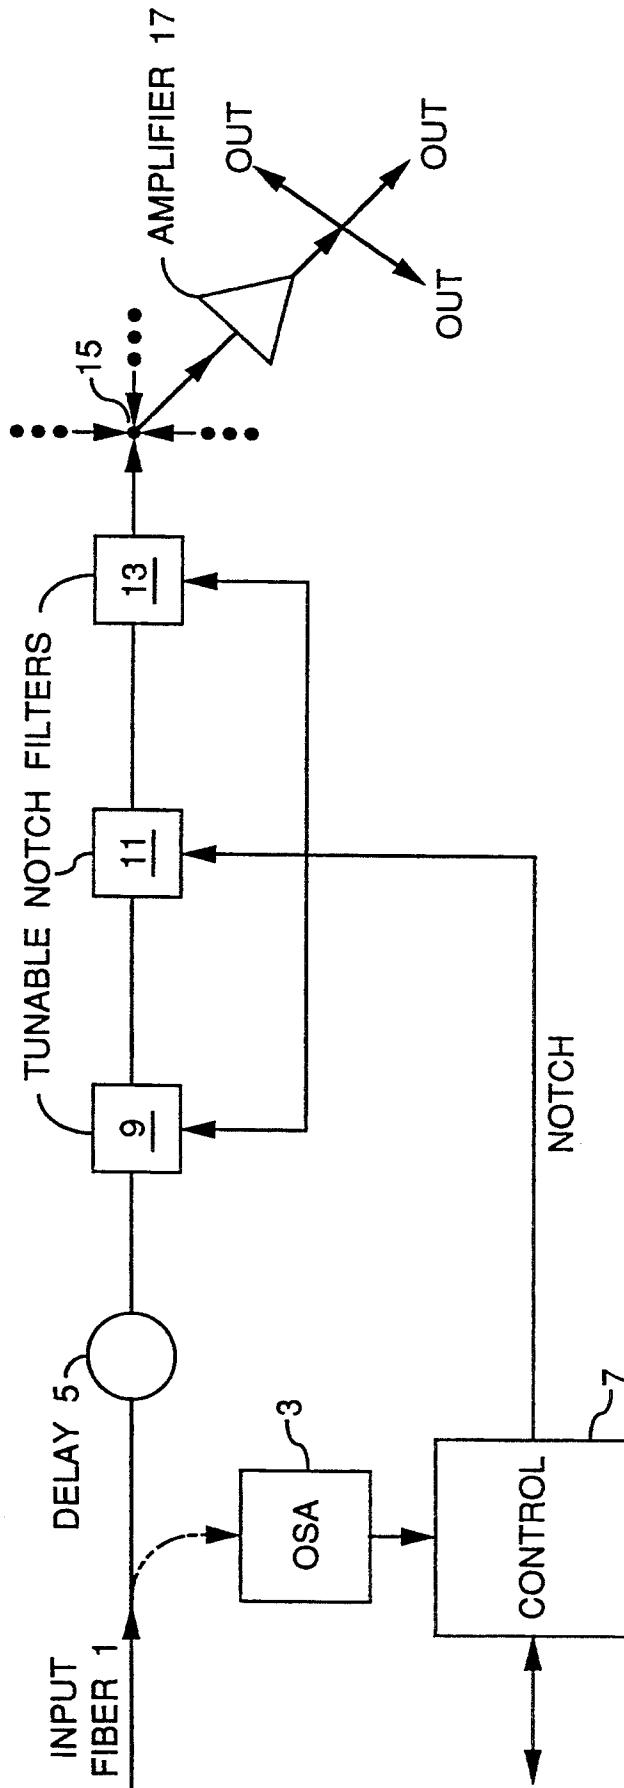 INPUT
FIBER 1
DELAY 5
TUNABLE NOTCH FILTERS
9
11
13
15
AMPLIFIER 17
OUT
OUT
OUT
OSA
3
CONTROL
7
NOTCH